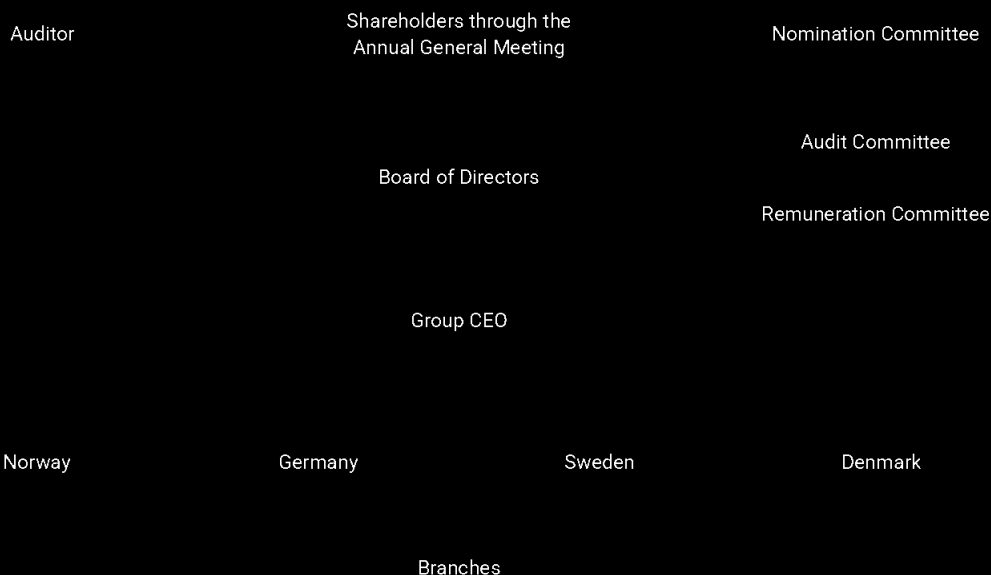 Auditor
Shareholders through the
Annual General Meeting
Nomination Committee
Audit Committee
Board of Directors
Remuneration Committee
Group CEO
Norway
Germany
Sweden
Denmark
Branches